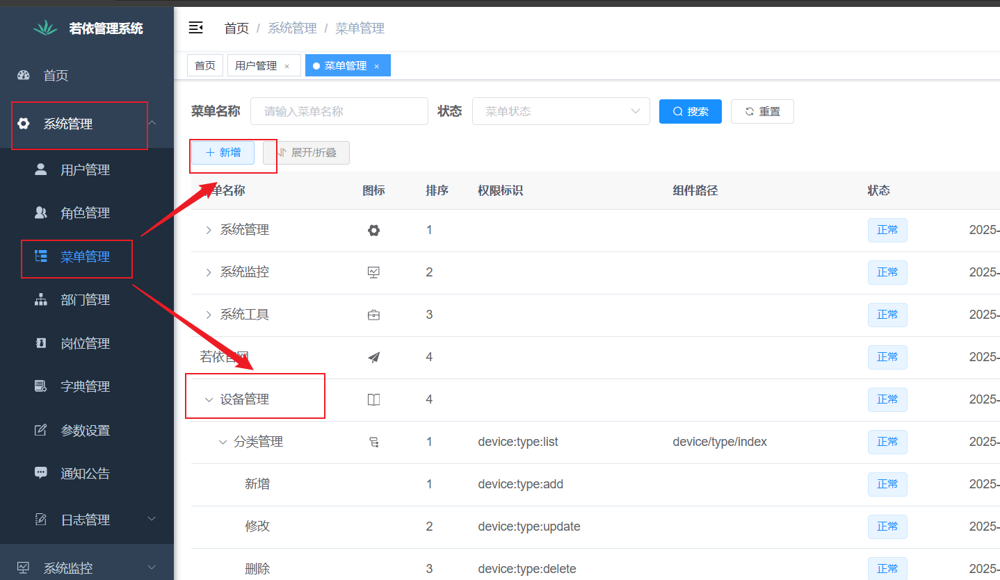 若依管理系统
首页
系统管理
用户管理
角色管理
菜单管理
部门管理
岗位管理
字典管理
参数设置
通知公告
日志管理
系统监控
首页 / 系统管理 / 菜单管理
首页 用户管理 × 菜单管理 ×
菜单名称 请输入菜单名称 状态 菜单状态 搜索 重置
+ 新增 展开/折叠
单名称 图标 排序 权限标识 组件路径 状态
系统管理 1 正常 2025-
系统监控 2 正常 2025-
系统工具 3 正常 2025-
若依官网 4 正常 2025-
设备管理 4 正常 2025-
分类管理 1 device:type:list device/type/index 正常 2025-
新增 1 device:type:add 正常 2025-
修改 2 device:type:update 正常 2025-
删除 3 device:type:delete 正常 2025-